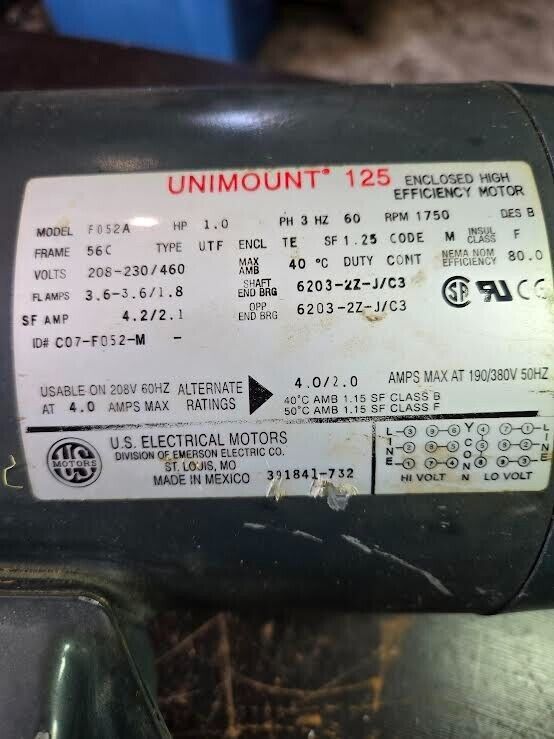 UNIMOUNT® 125 ENCLOSED HIGH EFFICIENCY MOTOR
MODEL F052A HP 1.0 PH 3 HZ 60 RPM 1750 DES B
FRAME 56C TYPE UTF ENCL TE SF 1.25 CODE M INSUL CLASS F
VOLTS 208-230/460 MAX AMB 40 °C DUTY CONT NEMA NOM EFFICIENCY 80.0
FL AMPS 3.6-3.6/1.8 SHAFT END BRG 6203-2Z-J/C3
SF AMP 4.2/2.1 OPP END BRG 6203-2Z-J/C3
ID# C07-F052-M -
USABLE ON 208V 60HZ AT 4.0 AMPS MAX
ALTERNATE RATINGS
4.0/2.0 AMPS MAX AT 190/380V 50HZ
40°C AMB 1.15 SF CLASS B
50°C AMB 1.15 SF CLASS F
US MOTORS
U.S. ELECTRICAL MOTORS
DIVISION OF EMERSON ELECTRIC CO.
ST. LOUIS, MO
MADE IN MEXICO 391841-732
LINE
Y CONN
LINE
HI VOLT LO VOLT